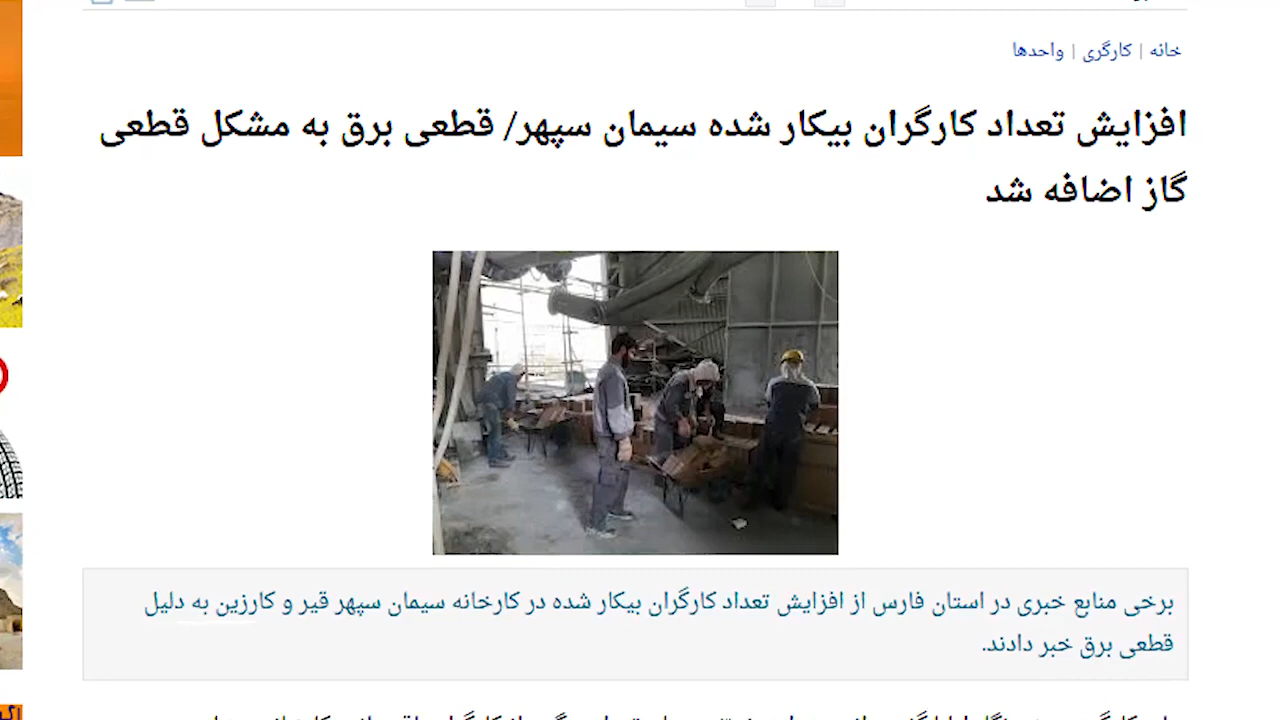 خانه | کارگری | واحدها
افزایش تعداد کارگران بیکار شده سیمان سپهر/ قطعی برق به مشکل قطعی
گاز اضافه شد
برخی منابع خبری در استان فارس از افزایش تعداد کارگران بیکار شده در کارخانه سیمان سپهر قیر و کارزین به دلیل
قطعی برق خبر دادند.